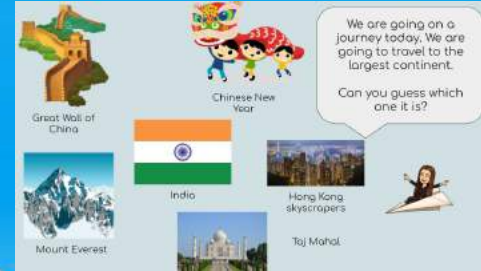 We are going on a
journey today. We are
going to travel to the
largest continent.
Can you guess which
one it is?
Great Wall of
China
Chinese New
Year
India
Hong Kong
skyscrapers
Mount Everest
Taj Mahal